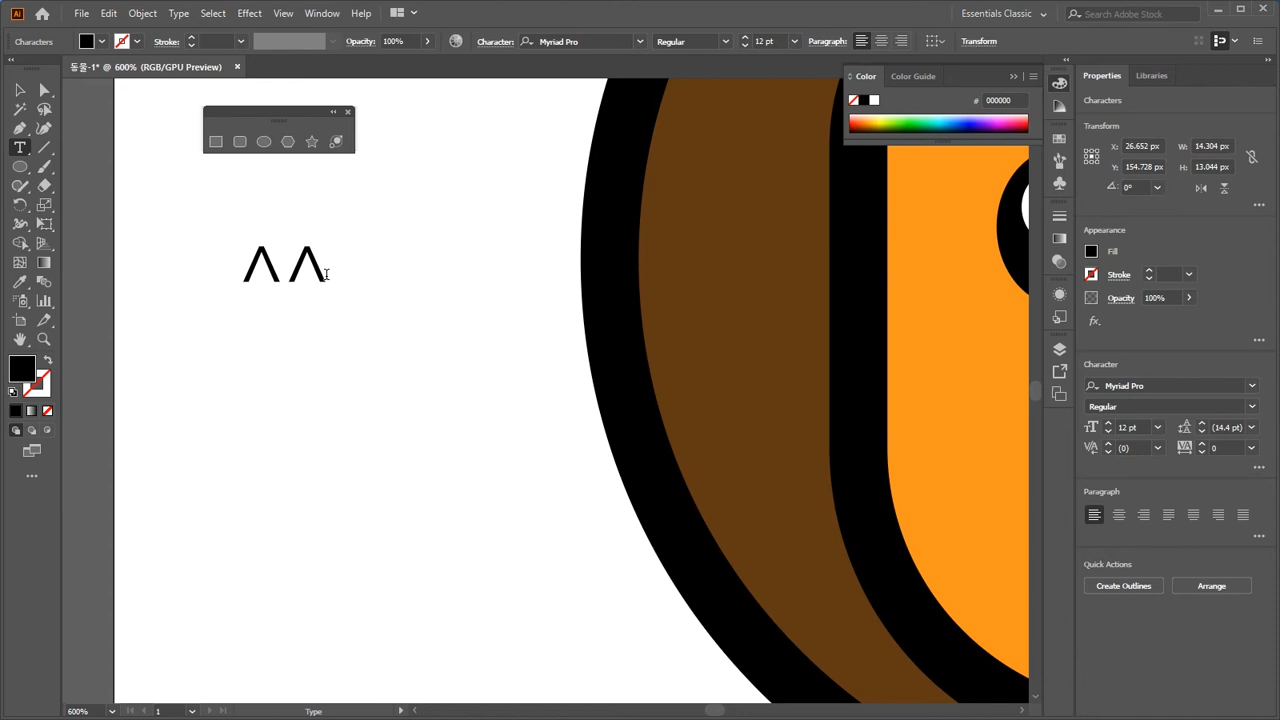 File Edit Object Type Select Effect View Window Help Essentials Classic Search Adobe Stock
Characters Stroke: Opacity: 100% Character: Myriad Pro Regular 12 pt Paragraph: Transform
동물-1* @ 600% (RGB/GPU Preview)
Color Color Guide
# 000000
Properties Libraries
Characters
Transform
X: 26.652 px W: 14.304 px
Y: 154.728 px H: 13.044 px
0°
Appearance
Fill
Stroke
Opacity 100%
fx.
Character
Myriad Pro
Regular
12 pt (14.4 pt)
(0) 0
Paragraph
Quick Actions
Create Outlines Arrange
ΛΛ
600% 1 Type